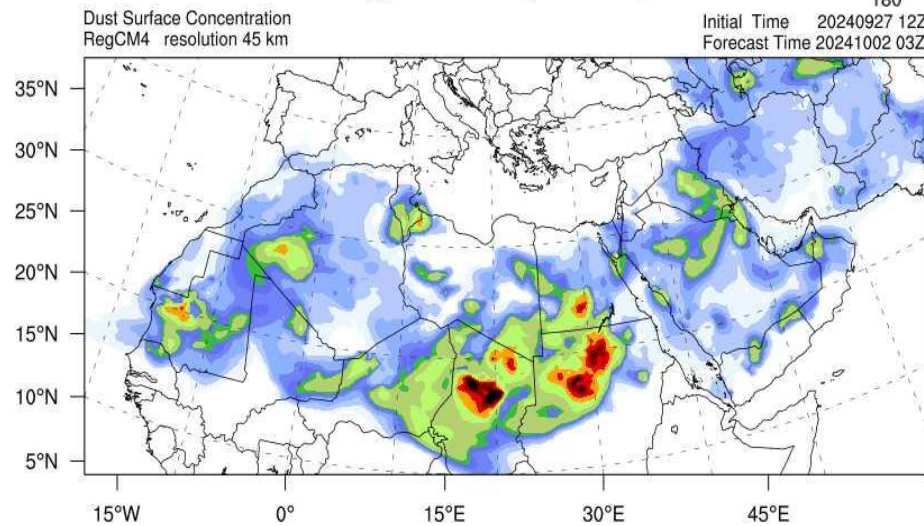 180
Dust Surface Concentration
RegCM4 resolution 45 km
Initial Time 20240927 12Z
Forecast Time 20241002 03Z
35°N
30°N
25°N
20°N
15°N
10°N
5°N
15°W 0° 15°E 30°E 45°E